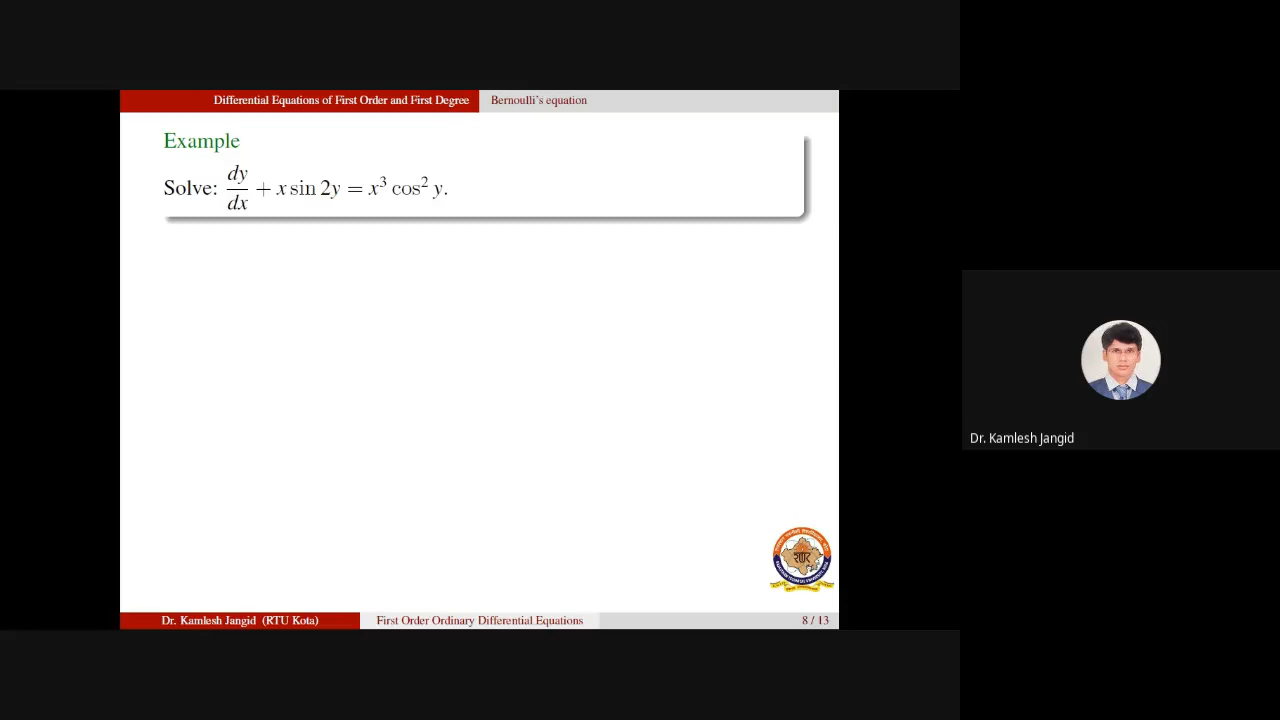 Differential Equations of First Order and First Degree Bernoulli's equation
Example
Solve: dy/dx + x sin 2y = x³ cos² y.
Dr. Kamlesh Jangid
Dr. Kamlesh Jangid (RTU Kota) First Order Ordinary Differential Equations 8 / 13